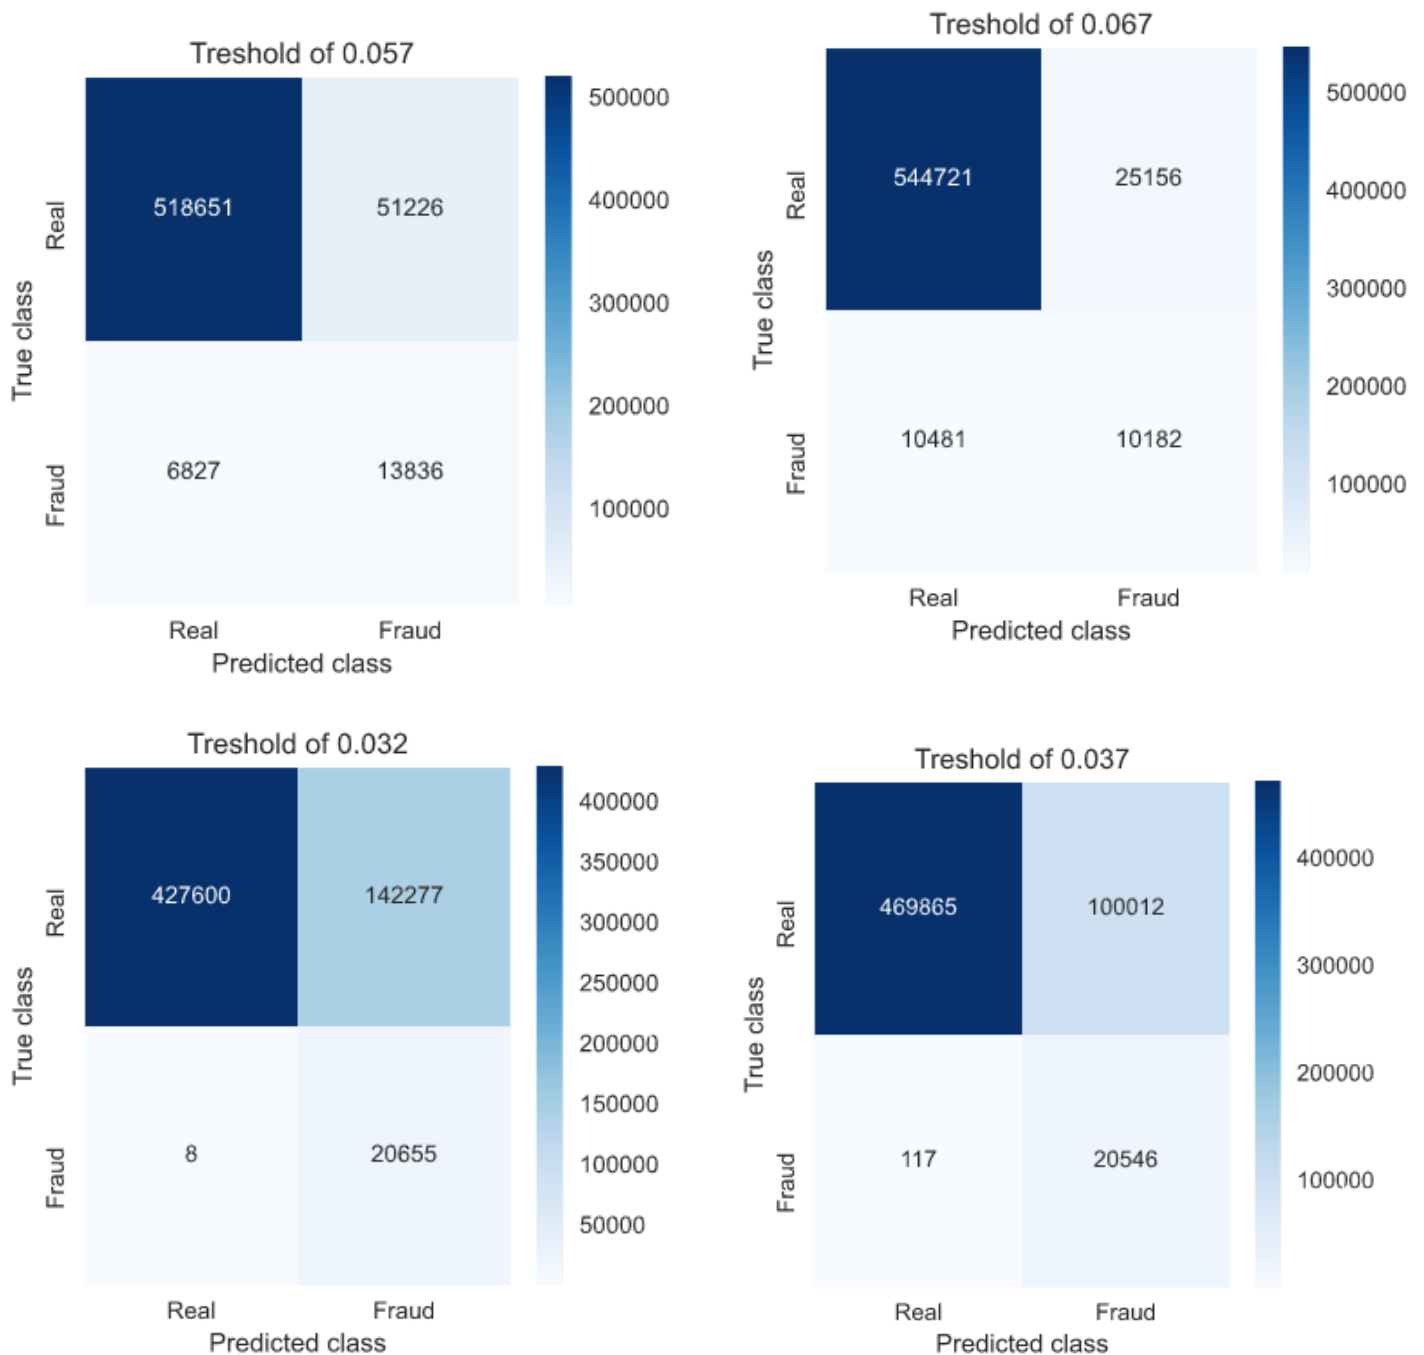 Treshold of 0.057
518651 51226
6827 13836
Real
Fraud
True class
Real Fraud
Predicted class
500000
400000
300000
200000
100000
Treshold of 0.067
544721 25156
10481 10182
Real
Fraud
True class
Real Fraud
Predicted class
500000
400000
300000
200000
100000
Treshold of 0.032
427600 142277
8 20655
Real
Fraud
True class
Real Fraud
Predicted class
400000
350000
300000
250000
200000
150000
100000
50000
Treshold of 0.037
469865 100012
117 20546
Real
Fraud
True class
Real Fraud
Predicted class
400000
300000
200000
100000